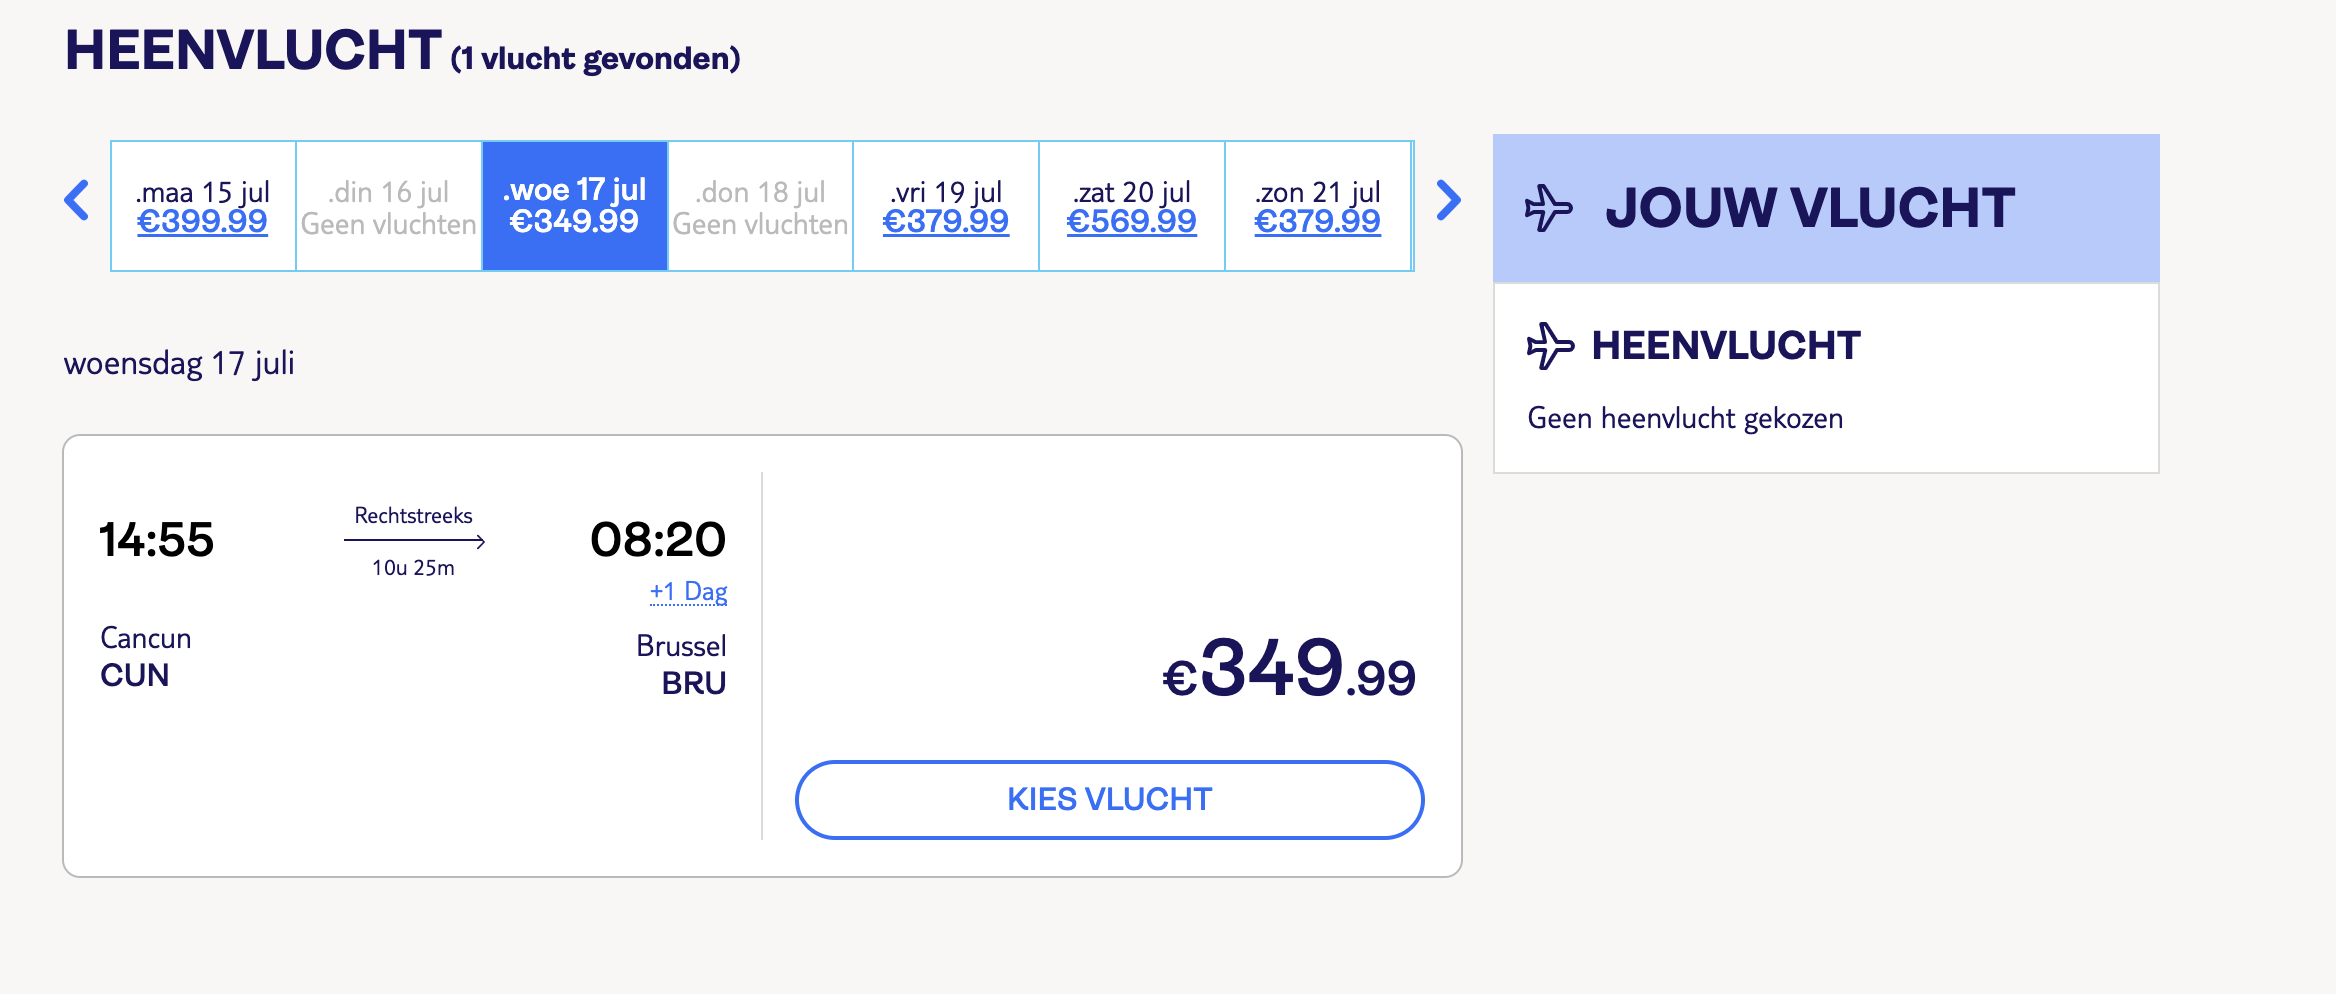 HEENVLUCHT (1 vlucht gevonden)
.maa 15 jul
€399.99
.din 16 jul
Geen vluchten
.woe 17 jul
€349.99
.don 18 jul
Geen vluchten
.vri 19 jul
€379.99
.zat 20 jul
€569.99
.zon 21 jul
€379.99
JOUW VLUCHT
HEENVLUCHT
Geen heenvlucht gekozen
woensdag 17 juli
14:55
Rechtstreeks
10u 25m
08:20
+1 Dag
Cancun
CUN
Brussel
BRU
€349.99
KIES VLUCHT